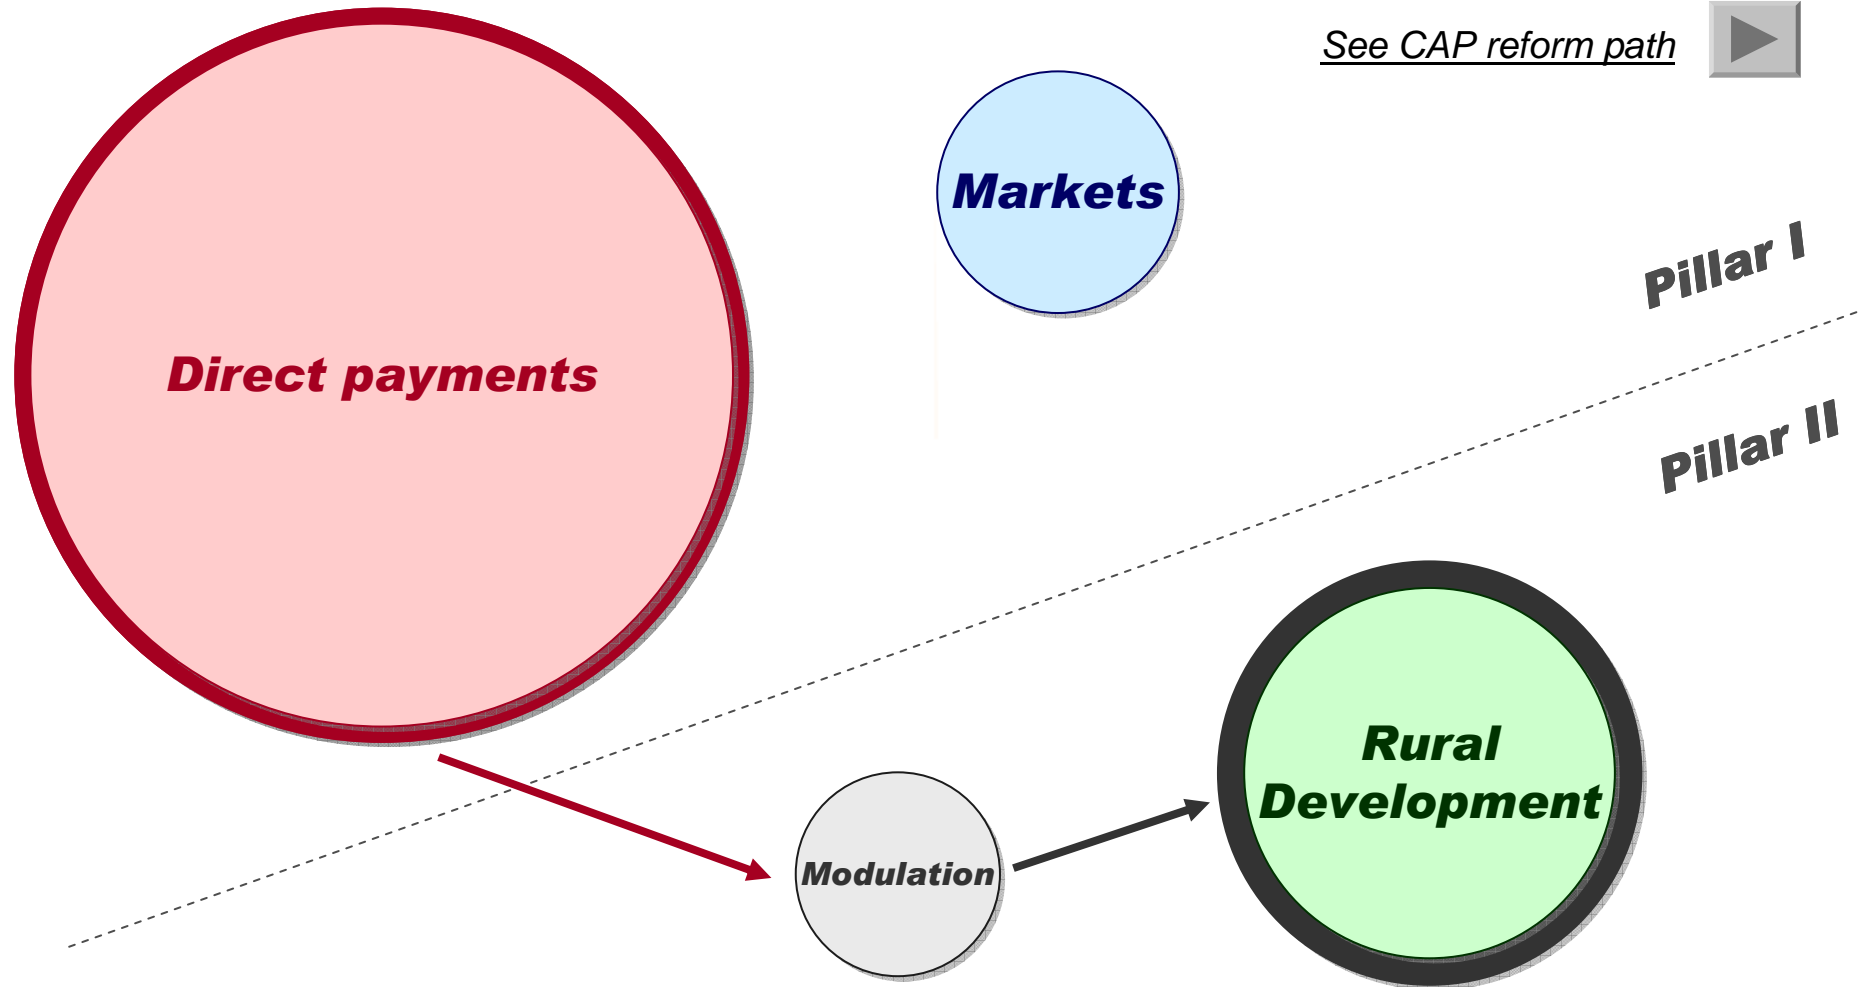 See CAP reform path
Markets
Pillar I
Direct payments
Pillar II
Rural
Development
Modulation